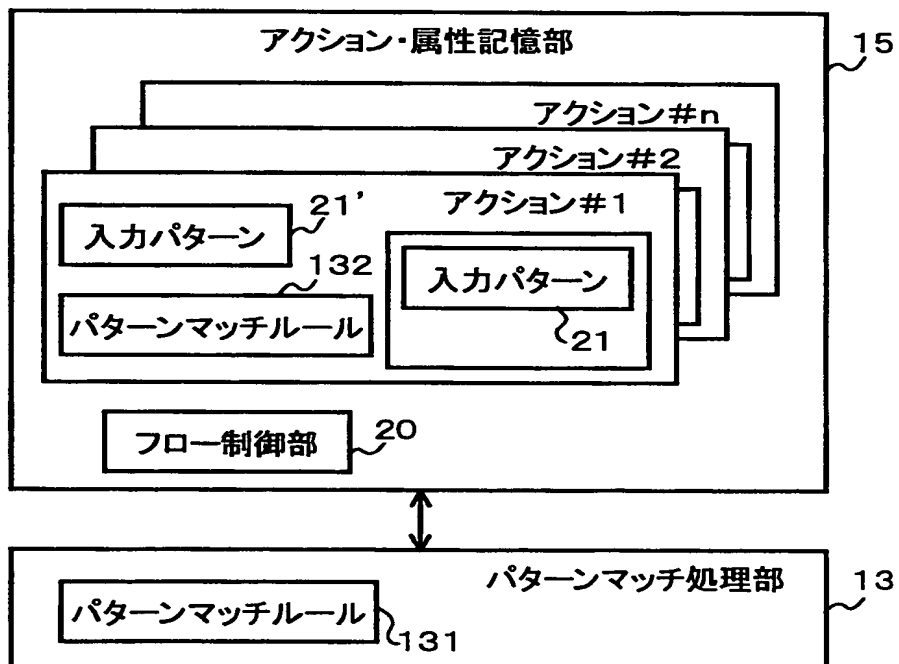 アクション・属性記憶部
15
アクション#n
アクション#2
アクション#1
入力パターン
21'
入力パターン
21
132
パターンマッチルール
フロー制御部
20
パターンマッチ処理部
13
パターンマッチルール
131